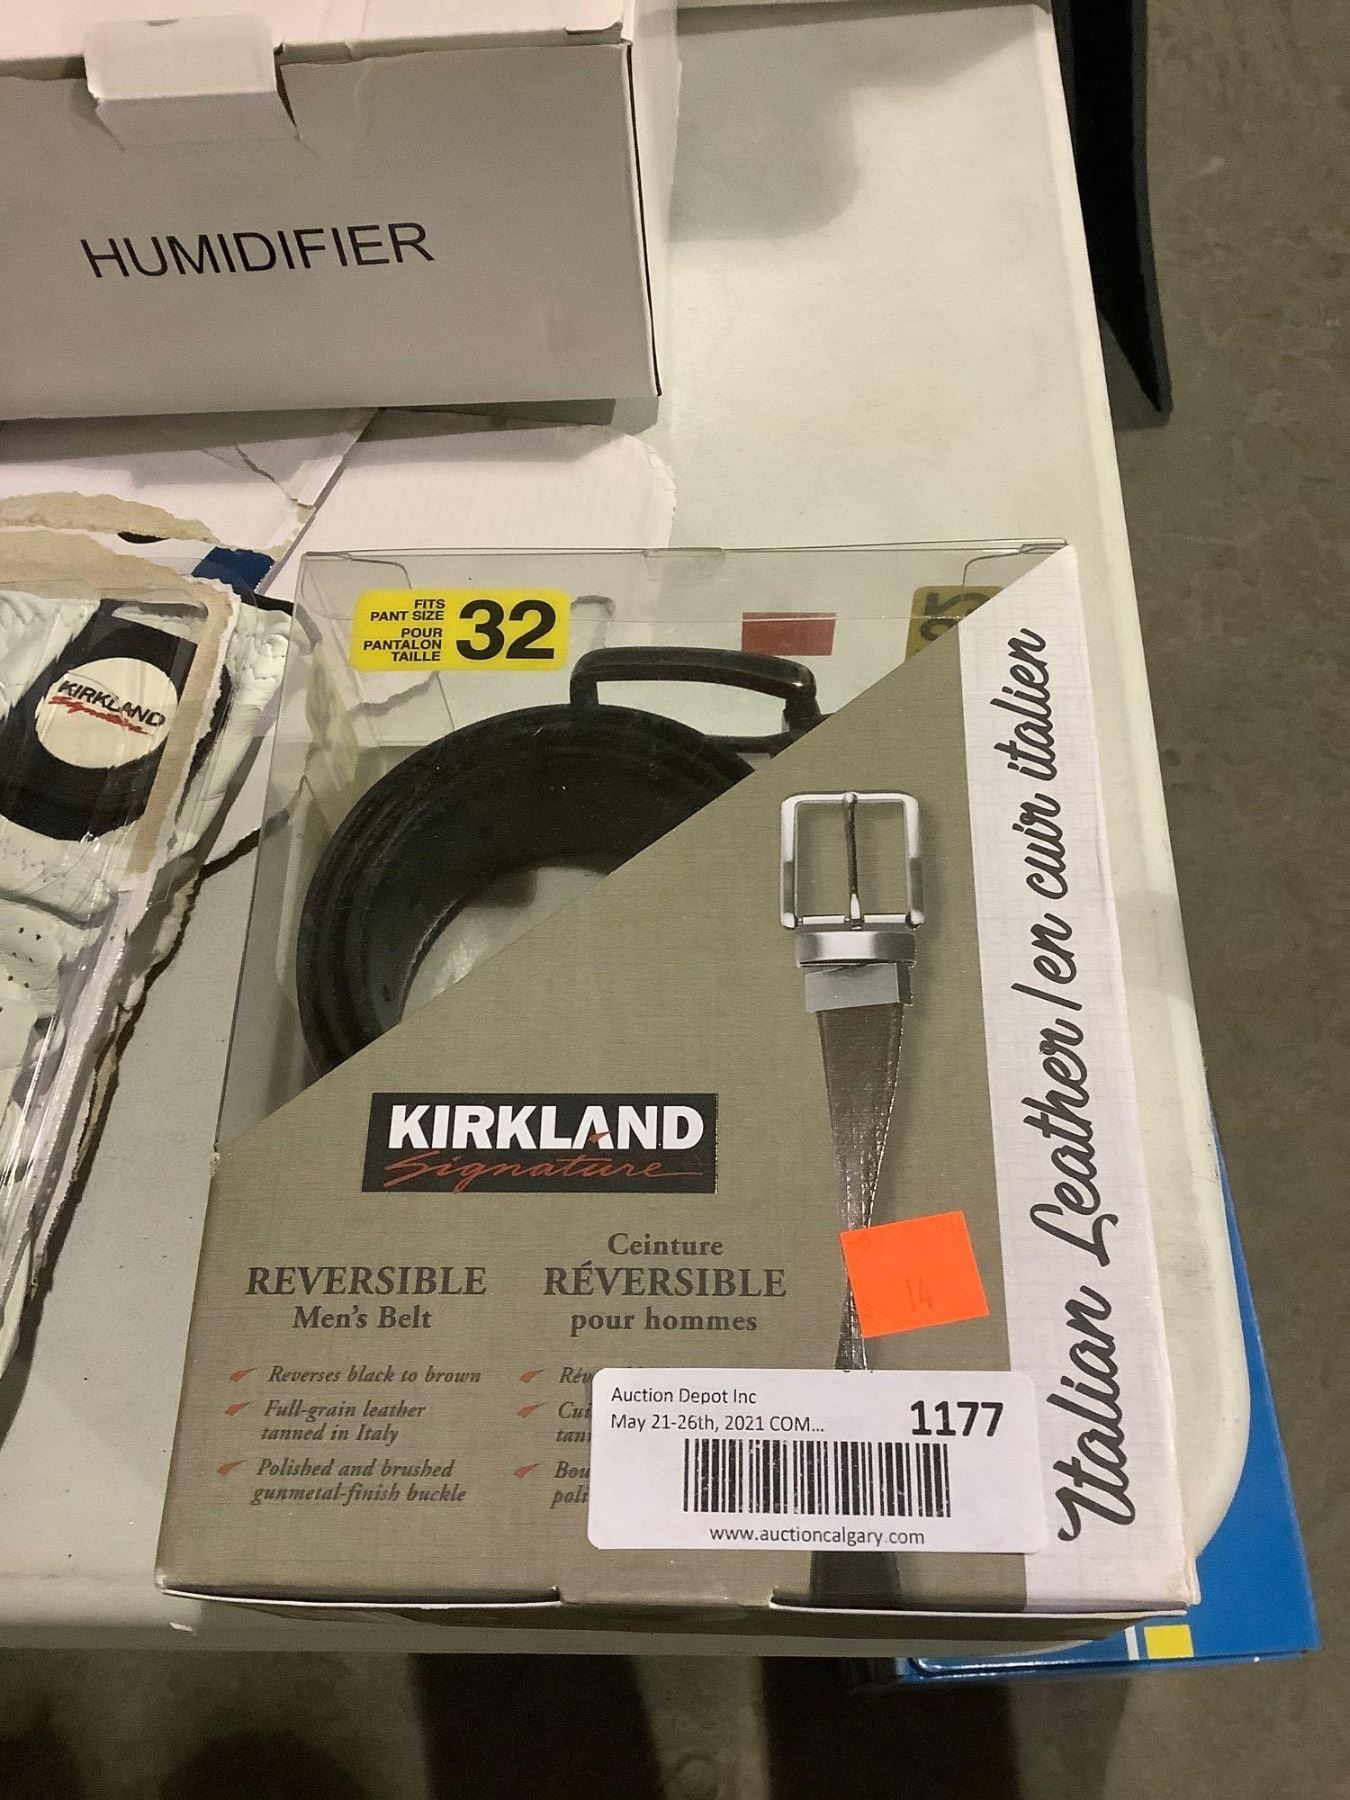 HUMIDIFIER
KIRKLAND
Signature
FITS
PANT SIZE
POUR
PANTALON
TAILLE
32
Italian Leather / en cuir italien
KIRKLAND
Signature
REVERSIBLE
Men's Belt
Reverses black to brown
Full-grain leather
tanned in Italy
Polished and brushed
gunmetal-finish buckle
Ceinture
RÉVERSIBLE
pour hommes
14
Auction Depot Inc
May 21-26th, 2021 COM...
1177
www.auctioncalgary.com